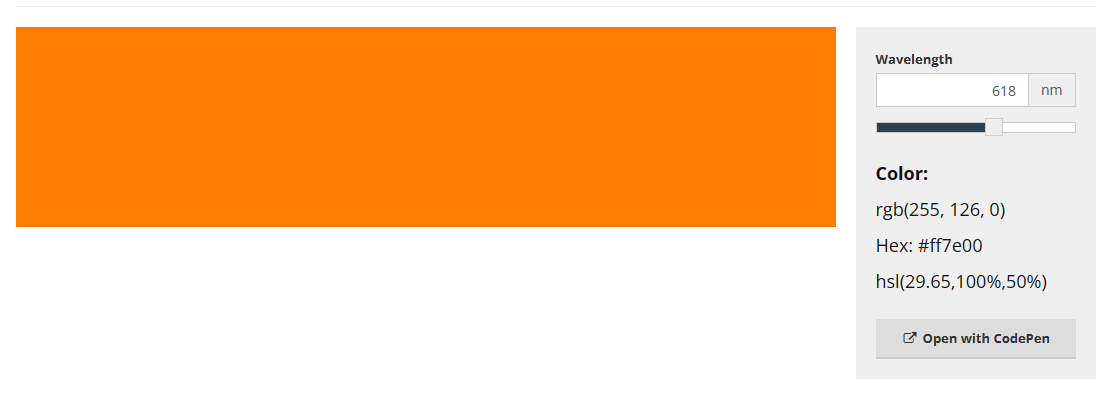 Wavelength
618 nm
Color:
rgb(255, 126, 0)
Hex: #ff7e00
hsl(29.65,100%,50%)
Open with CodePen